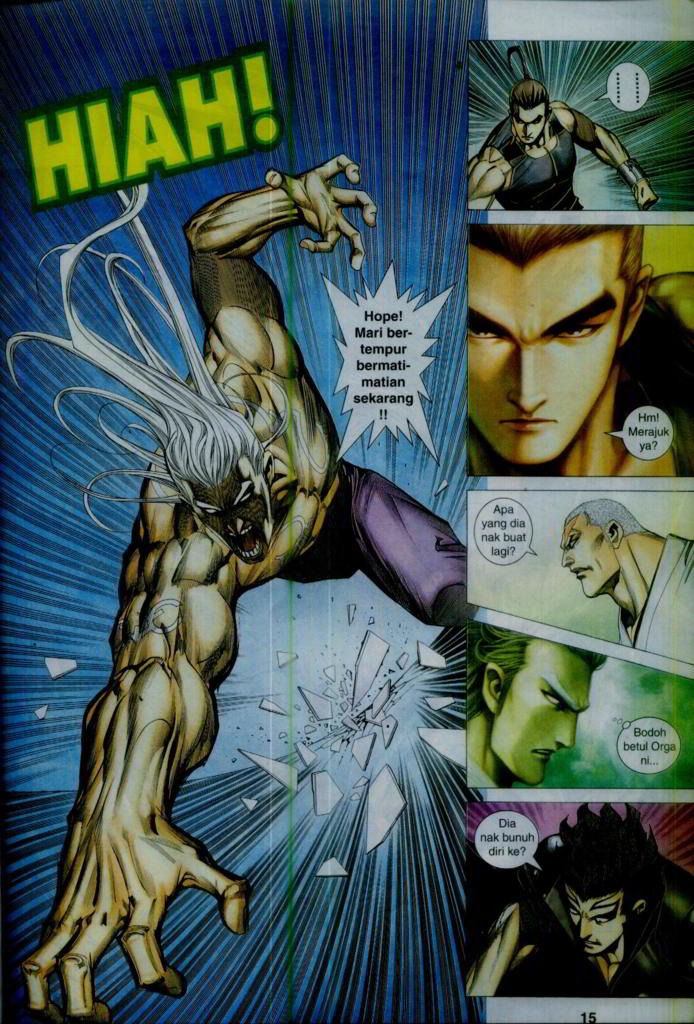 HIAH!
Hope!
Mari ber-
tempur
bermati-
matian
sekarang
!!
Hm!
Merajuk
ya?
Apa
yang dia
nak buat
lagi?
Bodoh
betul Orga
ni...
Dia
nak bunuh
diri ke?
15